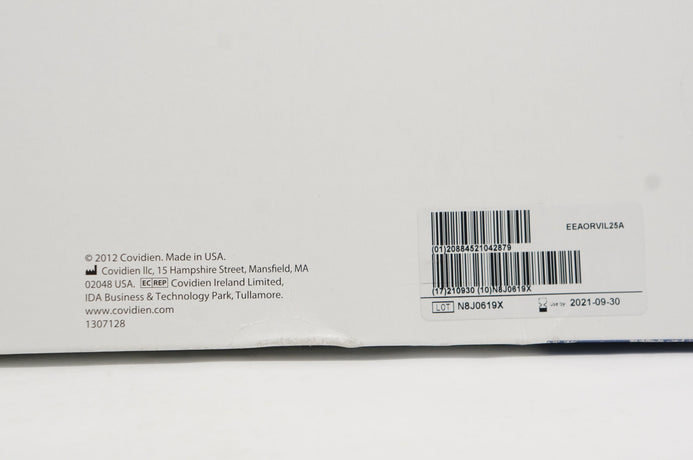 © 2012 Covidien. Made in USA.
Covidien llc, 15 Hampshire Street, Mansfield, MA
02048 USA. EC REP Covidien Ireland Limited,
IDA Business & Technology Park, Tullamore.
www.covidien.com
1307128
EEAORVIL25A
(01)20884521042879
(17)210930 (10)N8J0619X
LOT N8J0619X use by 2021-09-30